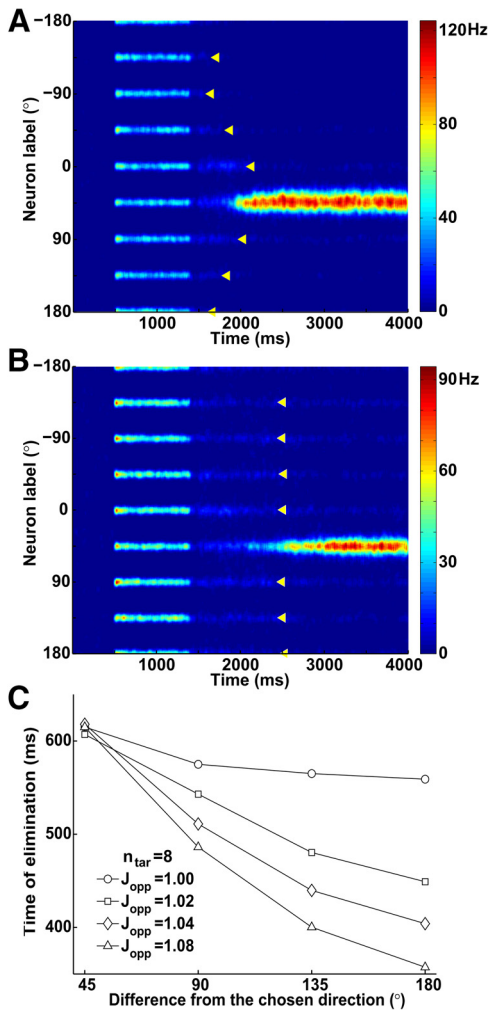 A
−180
−90
0
90
180
Neuron label (°)
1000
2000
3000
4000
Time (ms)
120Hz
80
40
0
B
−180
−90
0
90
180
Neuron label (°)
1000
2000
3000
4000
Time (ms)
90Hz
60
30
0
C
600
500
400
Time of elimination (ms)
n_tar=8
J_opp=1.00
J_opp=1.02
J_opp=1.04
J_opp=1.08
45
90
135
180
Difference from the chosen direction (°)